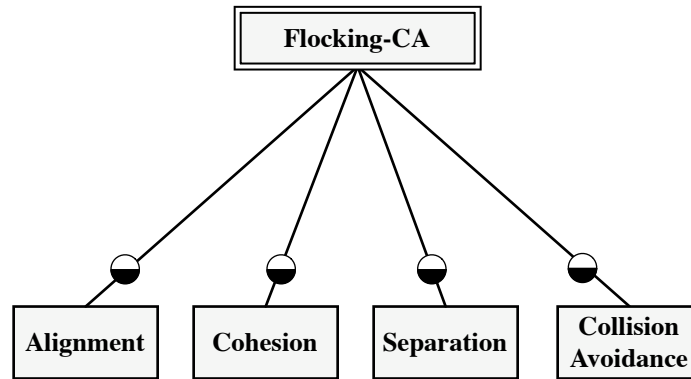 Flocking-CA
Alignment
Cohesion
Separation
Collision
Avoidance